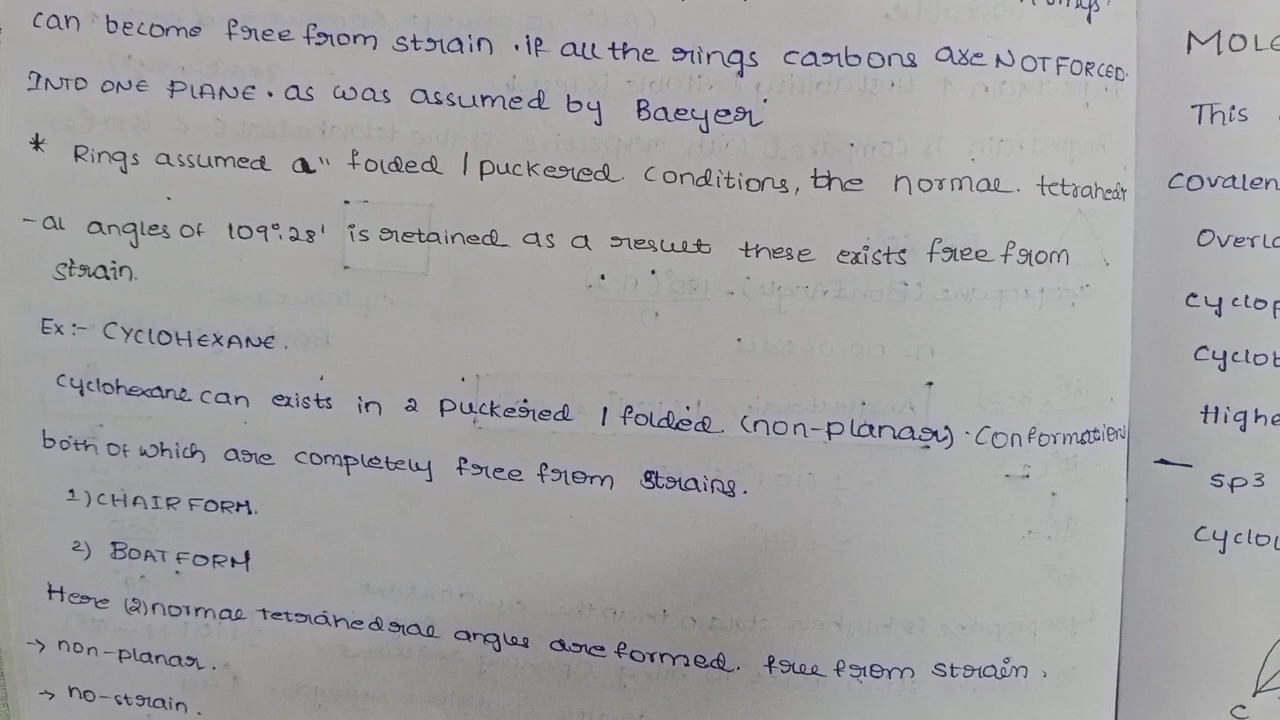 can become free from strain . if all the rings carbons are NOT FORCED.
INTO ONE PLANE . as was assumed by Baeyer
* Rings assumed a" folded / puckered. conditions, the normal. tetrahedr
-al angles of 109°.28' is retained as a result these exists free from
strain.
Ex:- CYCLOHEXANE.
cyclohexane can exists in 2 puckered / folded. (non-planar) . Conformation
both of which are completely free from strains.
1) CHAIR FORM.
2) BOAT FORM
Here (2) normal tetrahedral angles are formed. free from strain.
→ non-planar.
→ no-strain.
MOLE
This
covalen
Overl
cyclop
Cyclob
Highe
sp3
Cyclo
C